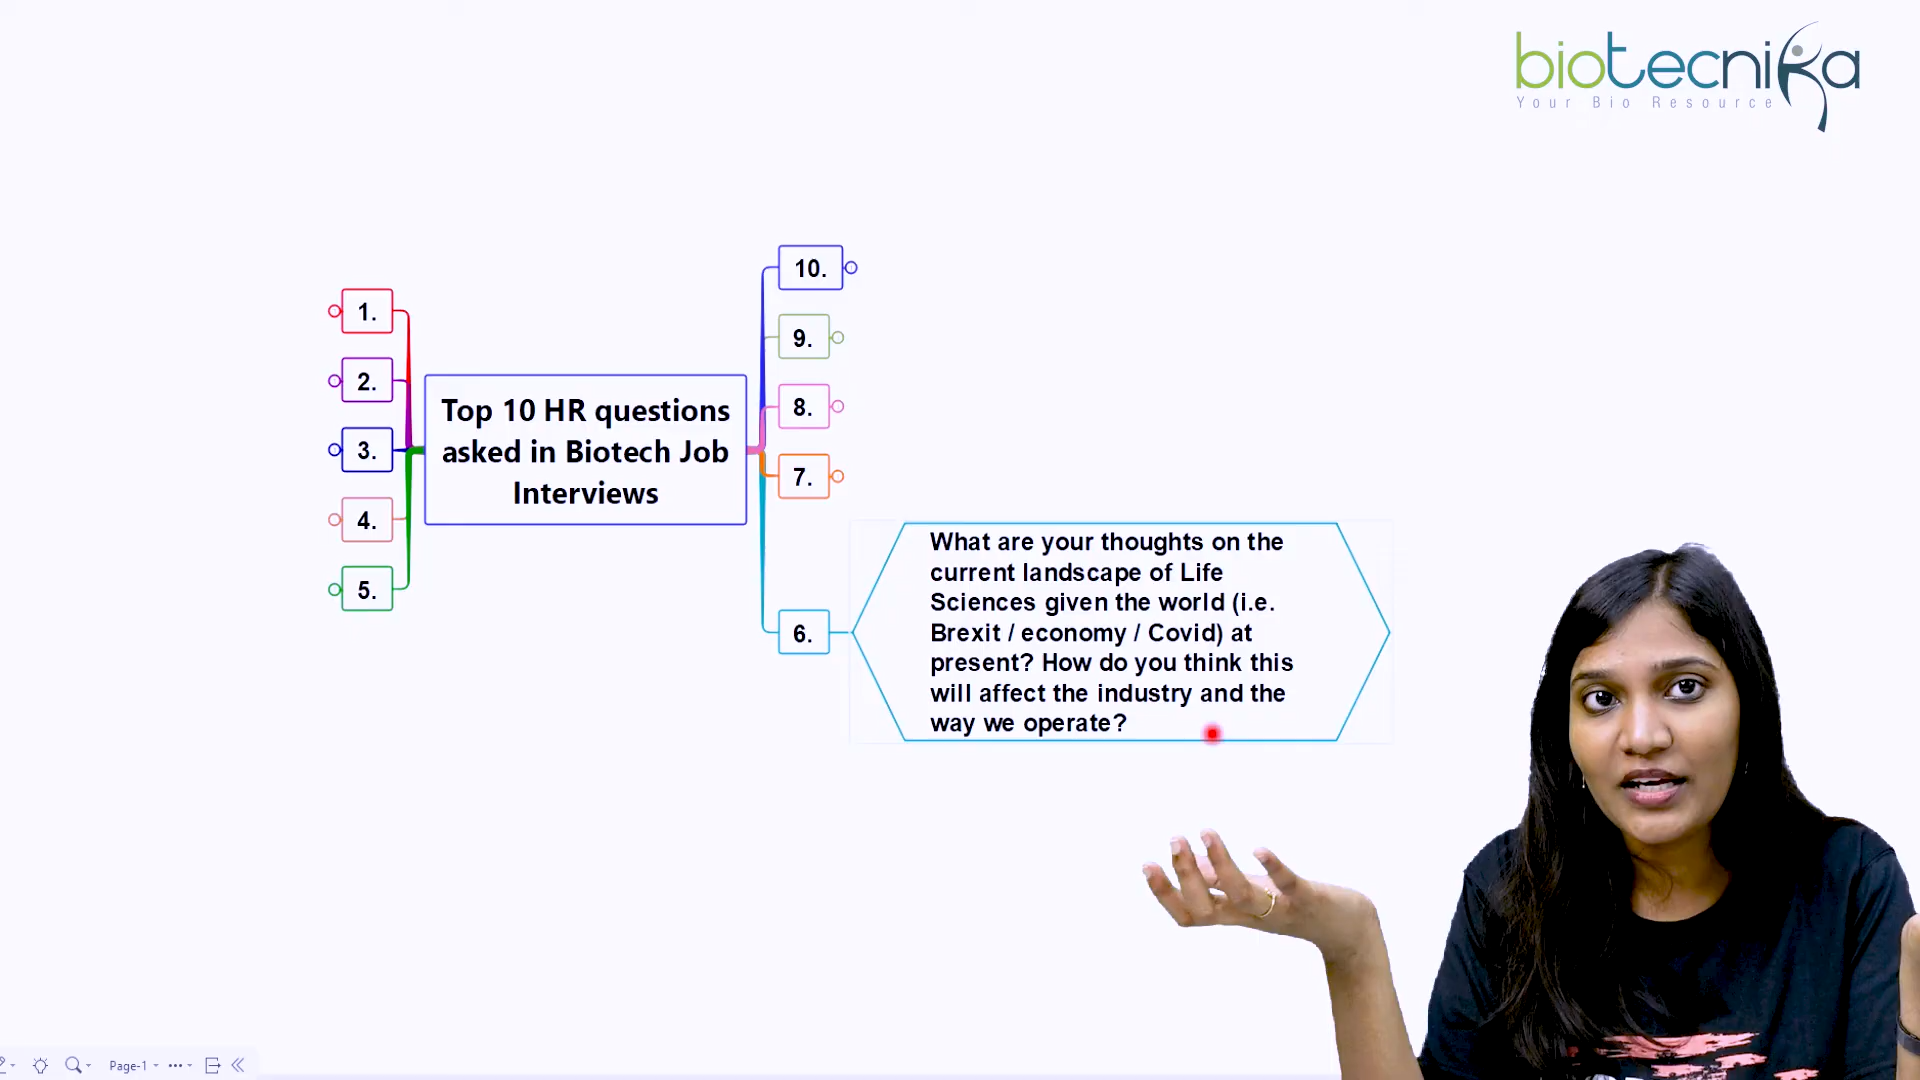 biotecnika
Your Bio Resource
10.
1.
9.
2.
Top 10 HR questions
asked in Biotech Job
Interviews
8.
3.
7.
4.
What are your thoughts on the
current landscape of Life
Sciences given the world (i.e.
Brexit / economy / Covid) at
present? How do you think this
will affect the industry and the
way we operate?
5.
6.
Page-1